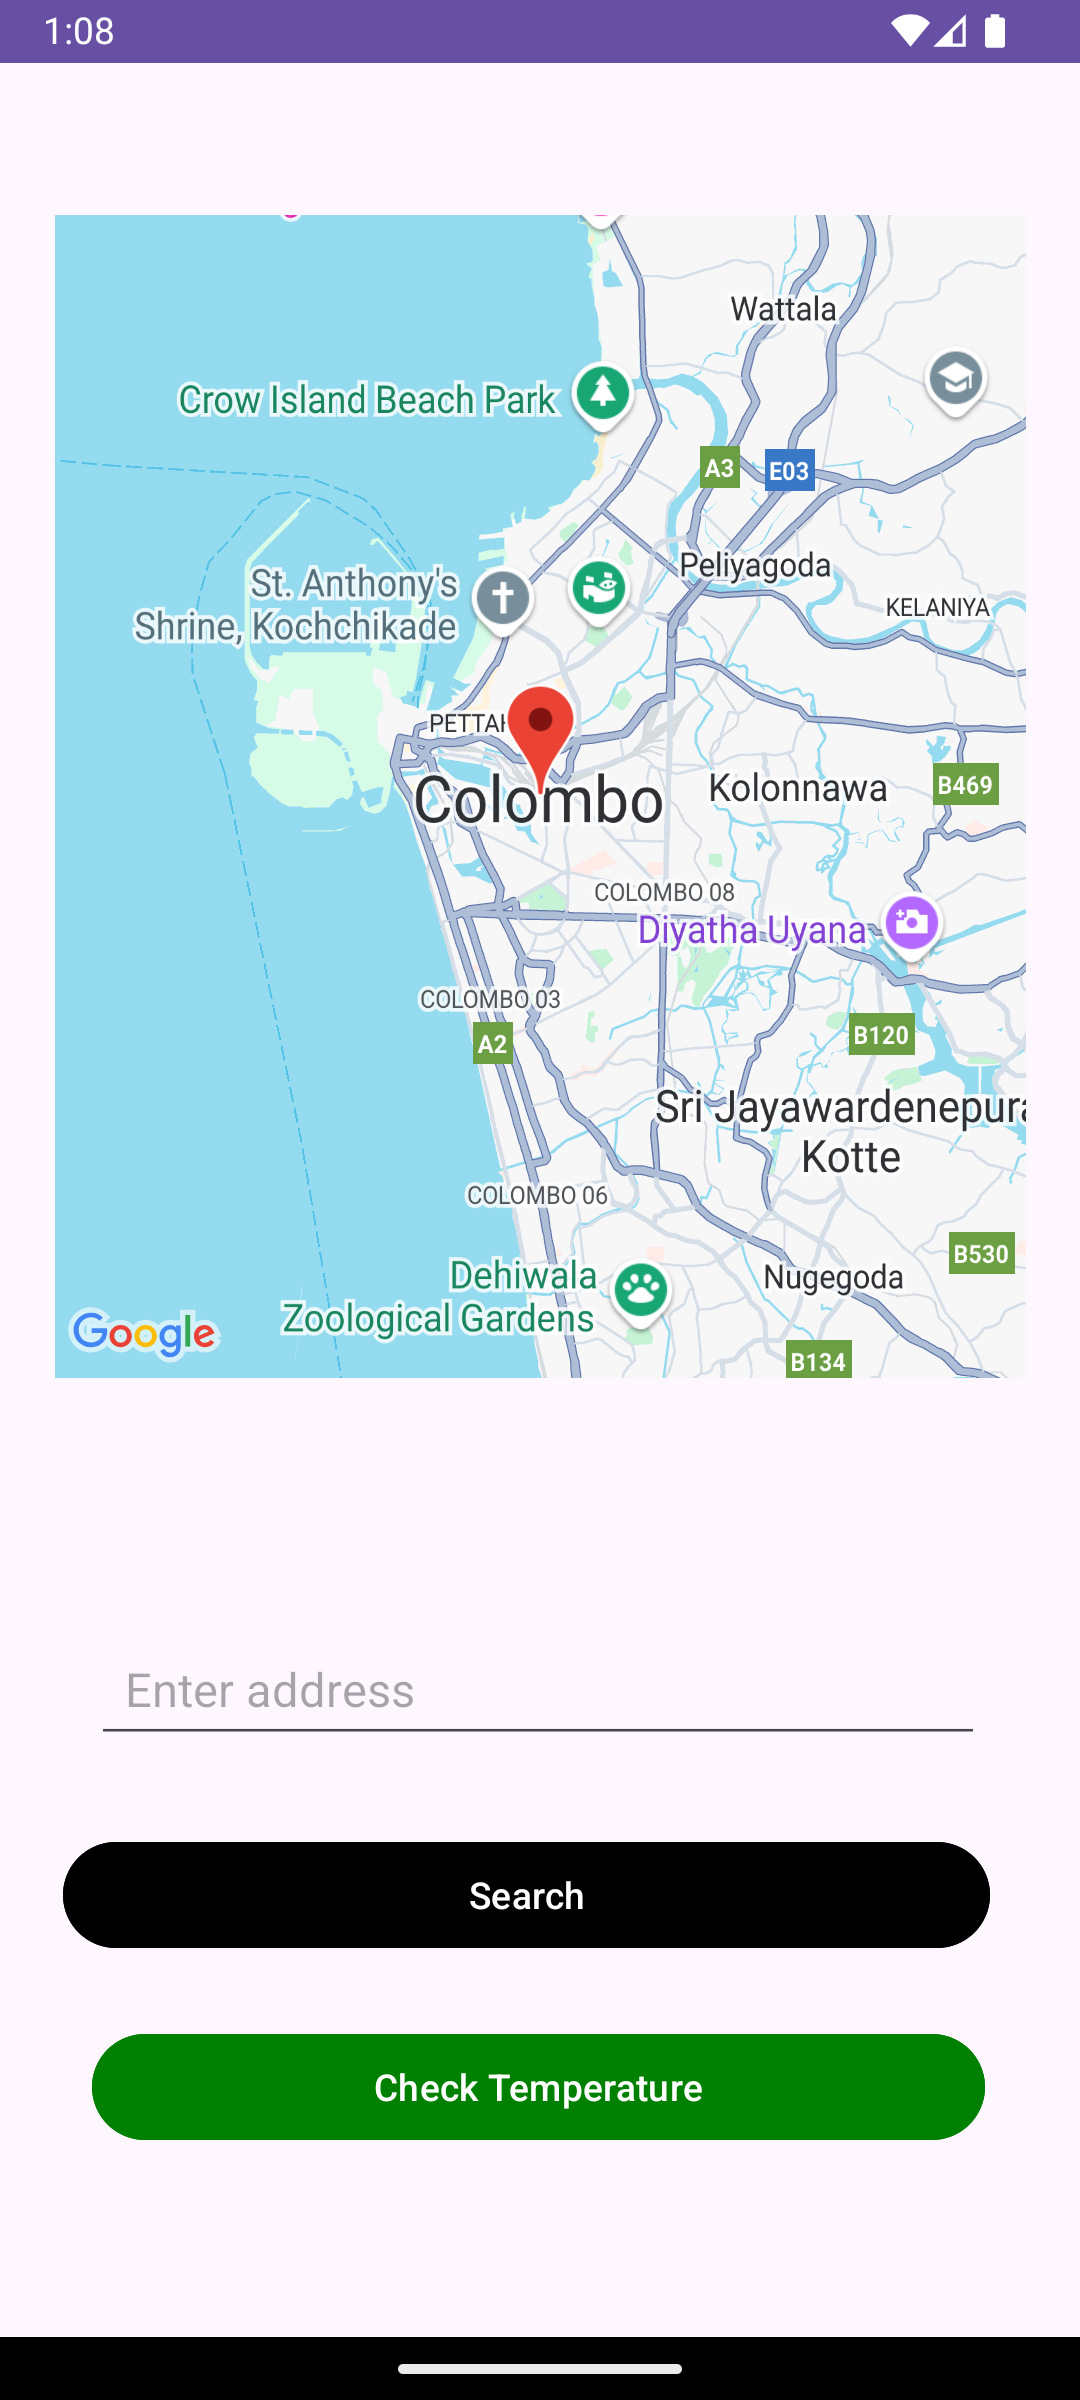 1:08
Wattala
Crow Island Beach Park
A3
E03
Peliyagoda
St. Anthony's
Shrine, Kochchikade
KELANIYA
Colombo
Kolonnawa
B469
COLOMBO 08
Diyatha Uyana
COLOMBO 03
A2
B120
Sri Jayawardenepura
Kotte
COLOMBO 06
B530
Dehiwala
Zoological Gardens
Nugegoda
Google
B134
Enter address
Search
Check Temperature